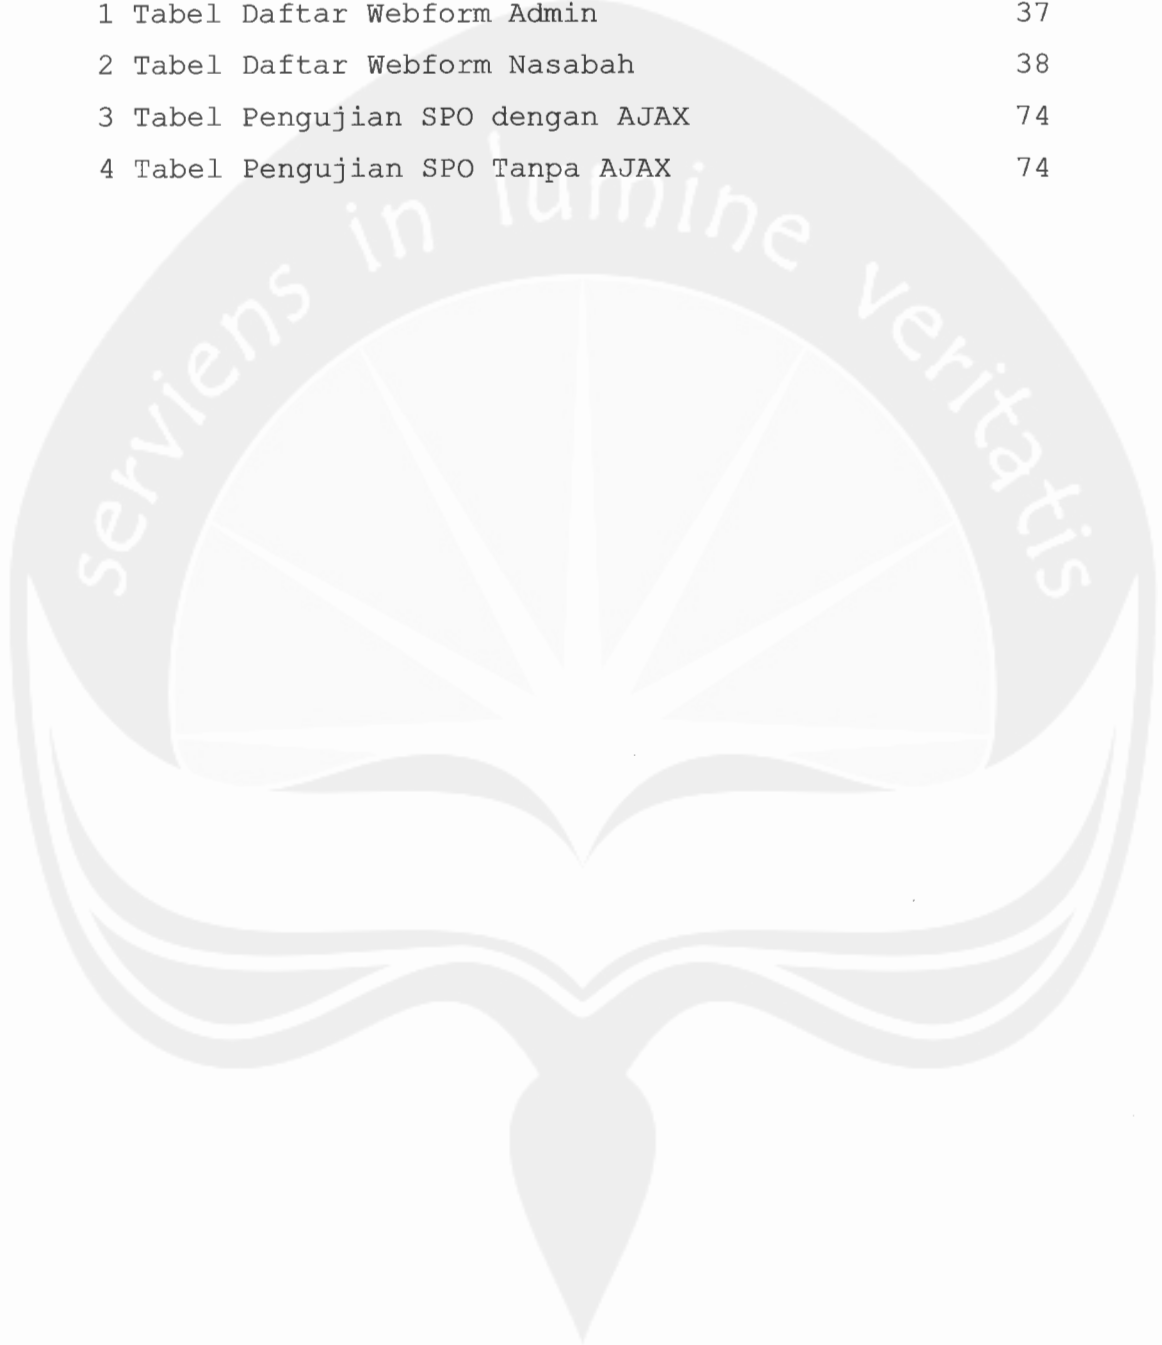 1 Tabel Daftar Webform Admin 37
2 Tabel Daftar Webform Nasabah 38
3 Tabel Pengujian SPO dengan AJAX 74
4 Tabel Pengujian SPO Tanpa AJAX 74
serviens in lumine veritatis